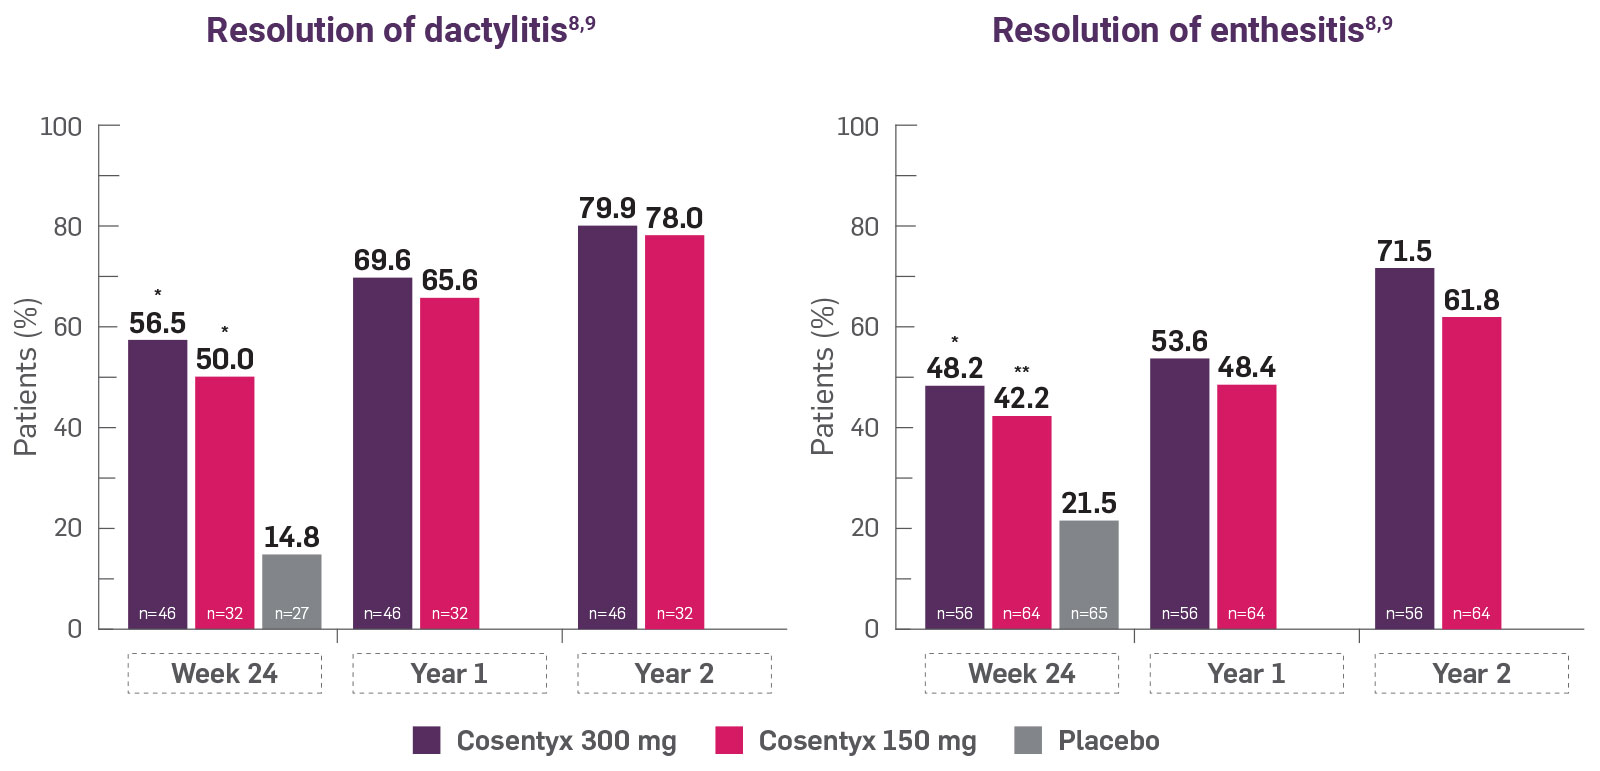 Resolution of dactylitis8,9
Patients (%)
100
80
60
40
20
0
*
56.5
*
50.0
14.8
69.6
65.6
79.9
78.0
n=46
n=32
n=27
n=46
n=32
n=46
n=32
Week 24
Year 1
Year 2
Resolution of enthesitis8,9
Patients (%)
100
80
60
40
20
0
*
48.2
**
42.2
21.5
53.6
48.4
71.5
61.8
n=56
n=64
n=65
n=56
n=64
n=56
n=64
Week 24
Year 1
Year 2
Cosentyx 300 mg
Cosentyx 150 mg
Placebo